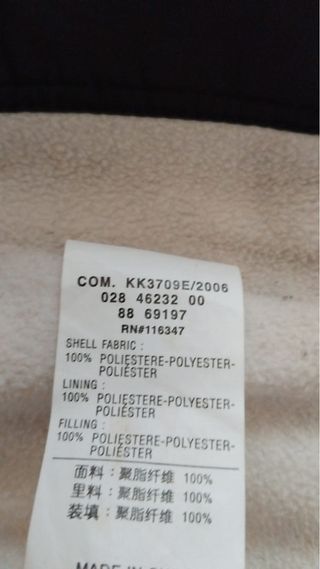 COM. KK3709E/2006
028 46232 00
88 69197
RN#116347
SHELL FABRIC :
100% POLIESTERE-POLYESTER-
POLIÉSTER
LINING :
100% POLIESTERE-POLYESTER-
POLIÉSTER
FILLING :
100% POLIESTERE-POLYESTER-
POLIÉSTER
面料：聚脂纤维 100%
里料：聚脂纤维 100%
装填：聚脂纤维 100%
MADE IN